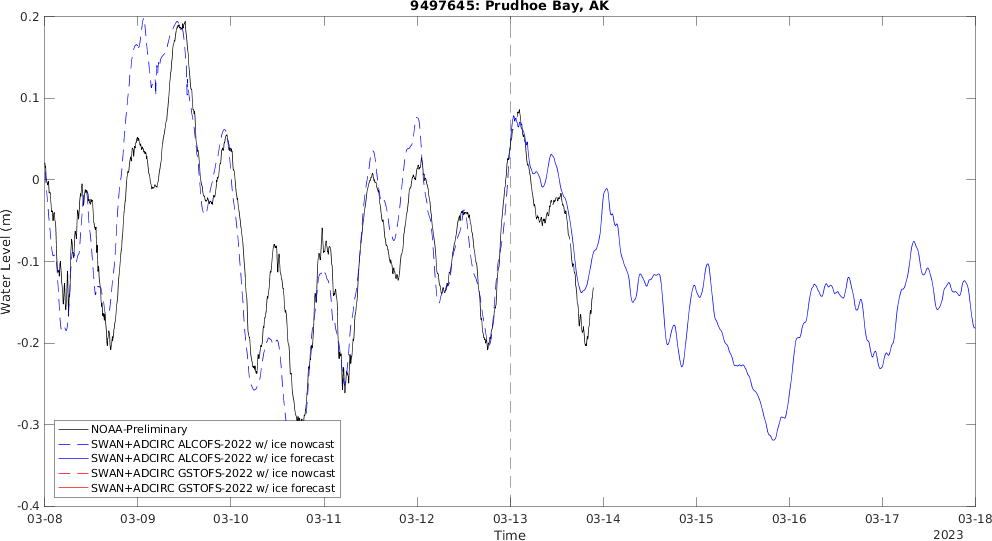 9497645: Prudhoe Bay, AK
0.2
0.1
0
-0.1
-0.2
-0.3
-0.4
Water Level (m)
NOAA-Preliminary
SWAN+ADCIRC ALCOFS-2022 w/ ice nowcast
SWAN+ADCIRC ALCOFS-2022 w/ ice forecast
SWAN+ADCIRC GSTOFS-2022 w/ ice nowcast
SWAN+ADCIRC GSTOFS-2022 w/ ice forecast
03-08 03-09 03-10 03-11 03-12 03-13 03-14 03-15 03-16 03-17 03-18
Time
2023